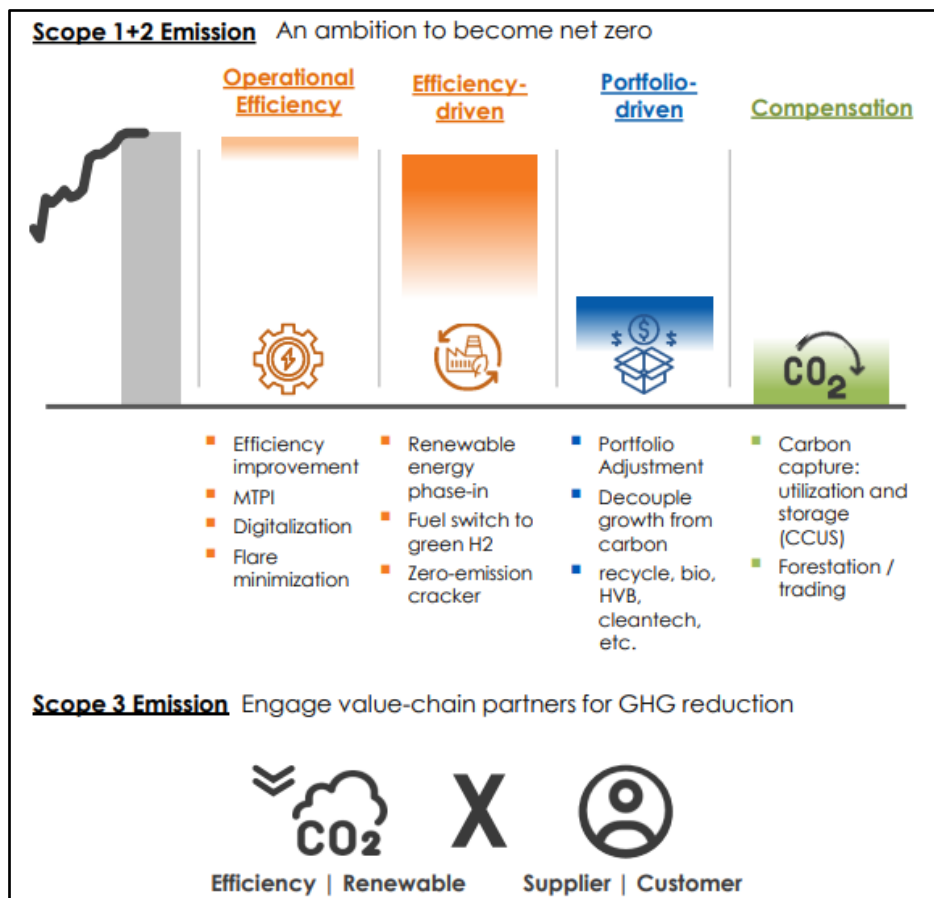 Scope 1+2 Emission An ambition to become net zero
Operational
Efficiency
Efficiency-
driven
Portfolio-
driven
Compensation
$ $ $
CO2
Efficiency
improvement
MTPI
Digitalization
Flare
minimization
Renewable
energy
phase-in
Fuel switch to
green H2
Zero-emission
cracker
Portfolio
Adjustment
Decouple
growth from
carbon
recycle, bio,
HVB,
cleantech,
etc.
Carbon
capture:
utilization and
storage
(CCUS)
Forestation /
trading
Scope 3 Emission Engage value-chain partners for GHG reduction
CO2 X
Efficiency | Renewable Supplier | Customer